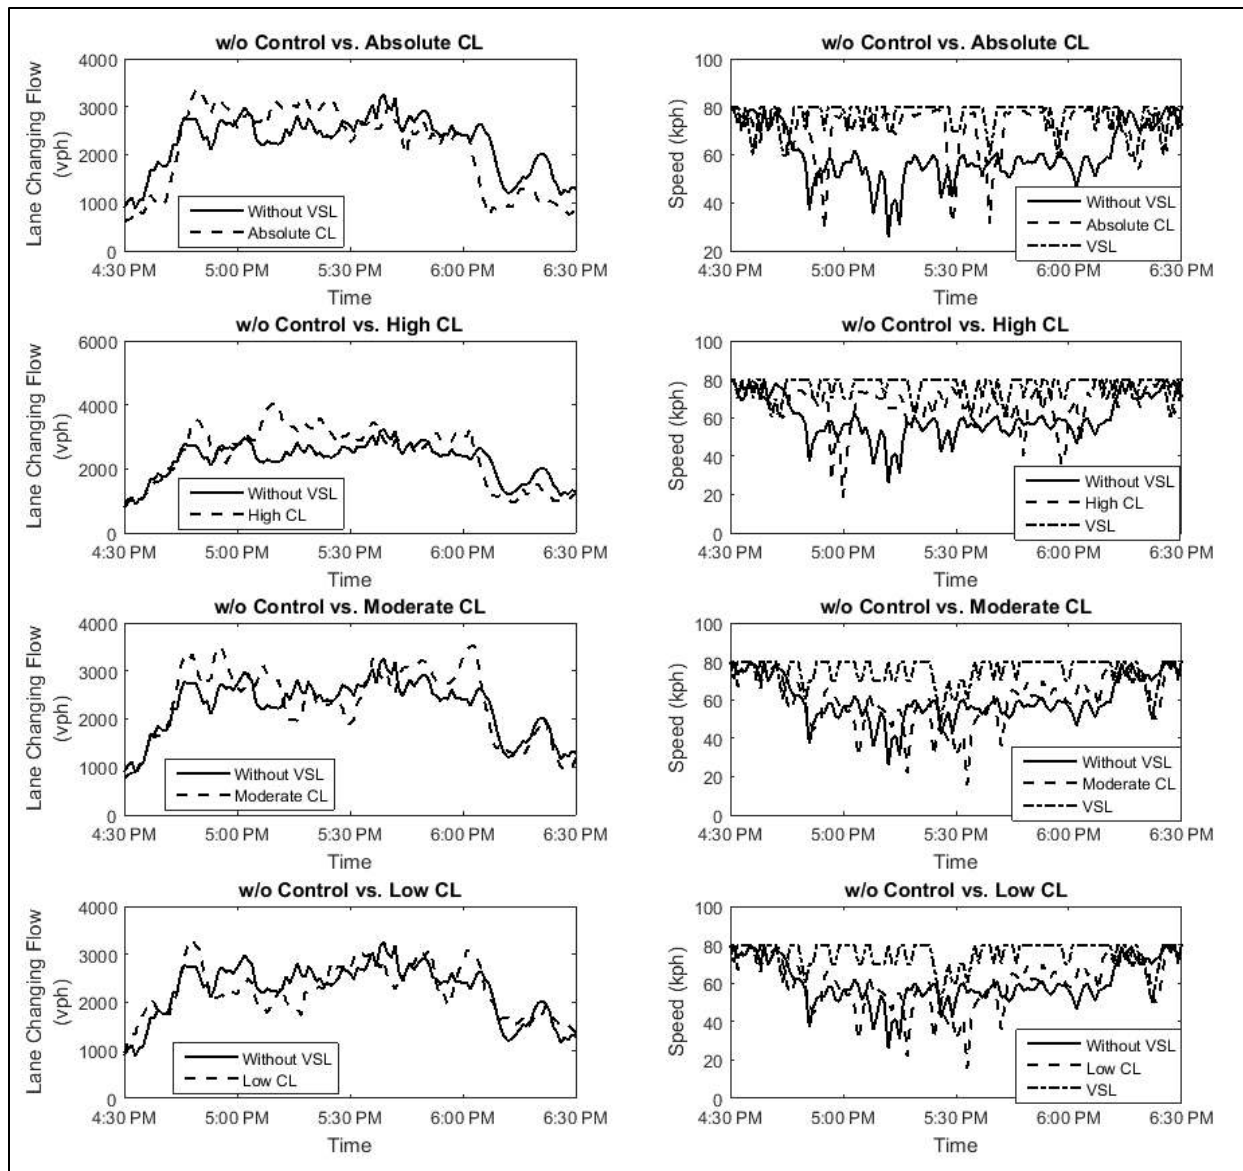 w/o Control vs. Absolute CL
Lane Changing Flow
(vph)
4000
3000
2000
1000
0
Without VSL
Absolute CL
4:30 PM 5:00 PM 5:30 PM 6:00 PM 6:30 PM
Time
w/o Control vs. Absolute CL
Speed (kph)
100
80
60
40
20
Without VSL
Absolute CL
VSL
4:30 PM 5:00 PM 5:30 PM 6:00 PM 6:30 PM
Time
w/o Control vs. High CL
Lane Changing Flow
(vph)
6000
4000
2000
0
Without VSL
High CL
4:30 PM 5:00 PM 5:30 PM 6:00 PM 6:30 PM
Time
w/o Control vs. High CL
Speed (kph)
100
80
60
40
20
0
Without VSL
High CL
VSL
4:30 PM 5:00 PM 5:30 PM 6:00 PM 6:30 PM
Time
w/o Control vs. Moderate CL
Lane Changing Flow
(vph)
4000
3000
2000
1000
0
Without VSL
Moderate CL
4:30 PM 5:00 PM 5:30 PM 6:00 PM 6:30 PM
Time
w/o Control vs. Moderate CL
Speed (kph)
100
80
60
40
20
0
Without VSL
Moderate CL
VSL
4:30 PM 5:00 PM 5:30 PM 6:00 PM 6:30 PM
Time
w/o Control vs. Low CL
Lane Changing Flow
(vph)
4000
3000
2000
1000
0
Without VSL
Low CL
4:30 PM 5:00 PM 5:30 PM 6:00 PM 6:30 PM
Time
w/o Control vs. Low CL
Speed (kph)
100
80
60
40
20
0
Without VSL
Low CL
VSL
4:30 PM 5:00 PM 5:30 PM 6:00 PM 6:30 PM
Time